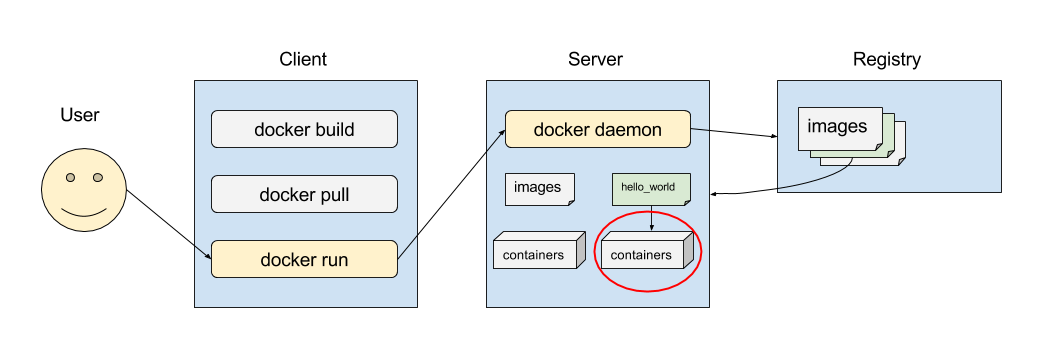 User
Client
docker build
docker pull
docker run
Server
docker daemon
images
hello_world
containers
containers
Registry
images